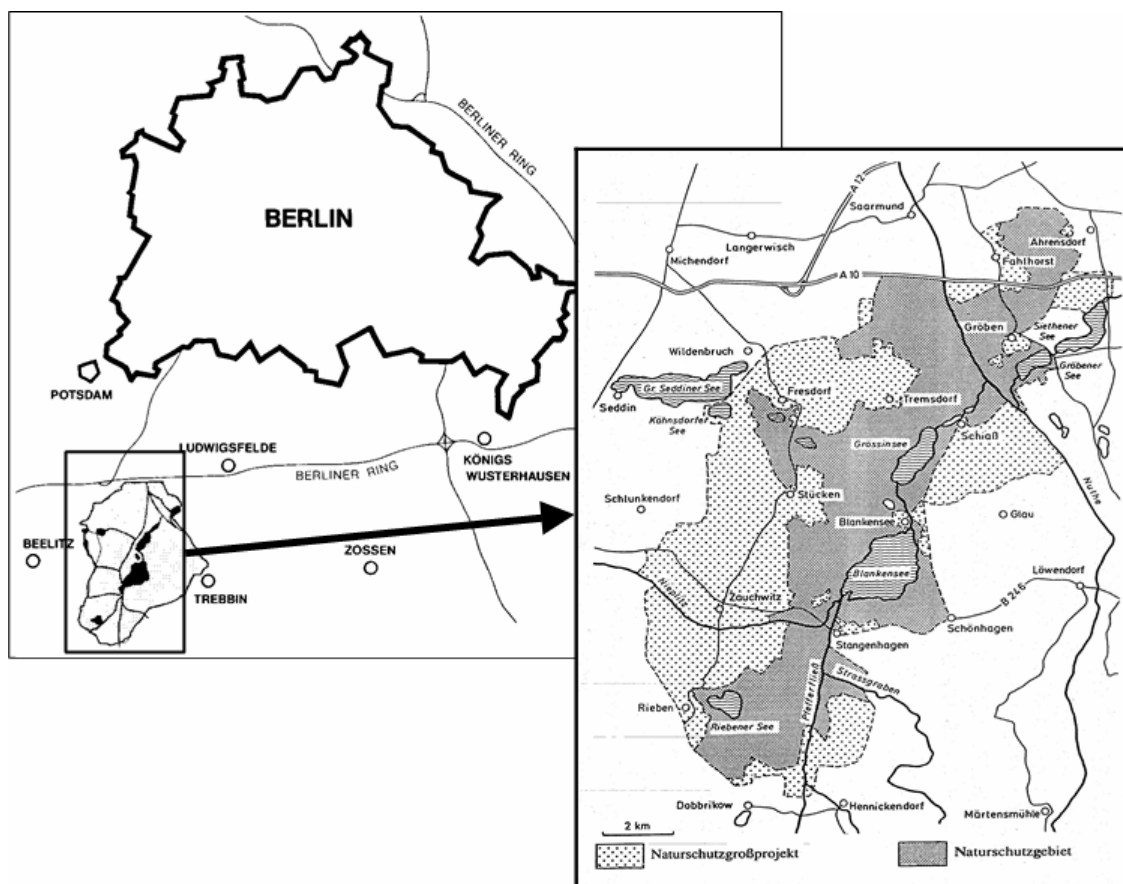 BERLINER RING
BERLIN
POTSDAM
LUDWIGSFELDE
BERLINER RING
KÖNIGS
WUSTERHAUSEN
BEELITZ
ZOSSEN
TREBBIN
A 12
Saarmund
Langerwisch
Michendorf
Ahrensdorf
Fahlhorst
A 10
Gröben
Siethener
See
Gröbener
See
Wildenbruch
Gr. Seddiner See
Seddin
Kähnsdorfer
See
Fresdorf
Tremsdorf
Grössinsee
Schiaß
Stücken
Schlunkendorf
Nuthe
Blankensee
Glau
Blankensee
Löwendorf
Nieplitz
Zauchwitz
B 246
Schönhagen
Stangenhagen
Strassgraben
Pfefferfließ
Rieben
Riebener See
Dobbrikow
Hennickendorf
Märtensmühle
2 km
Naturschutzgroßprojekt
Naturschutzgebiet